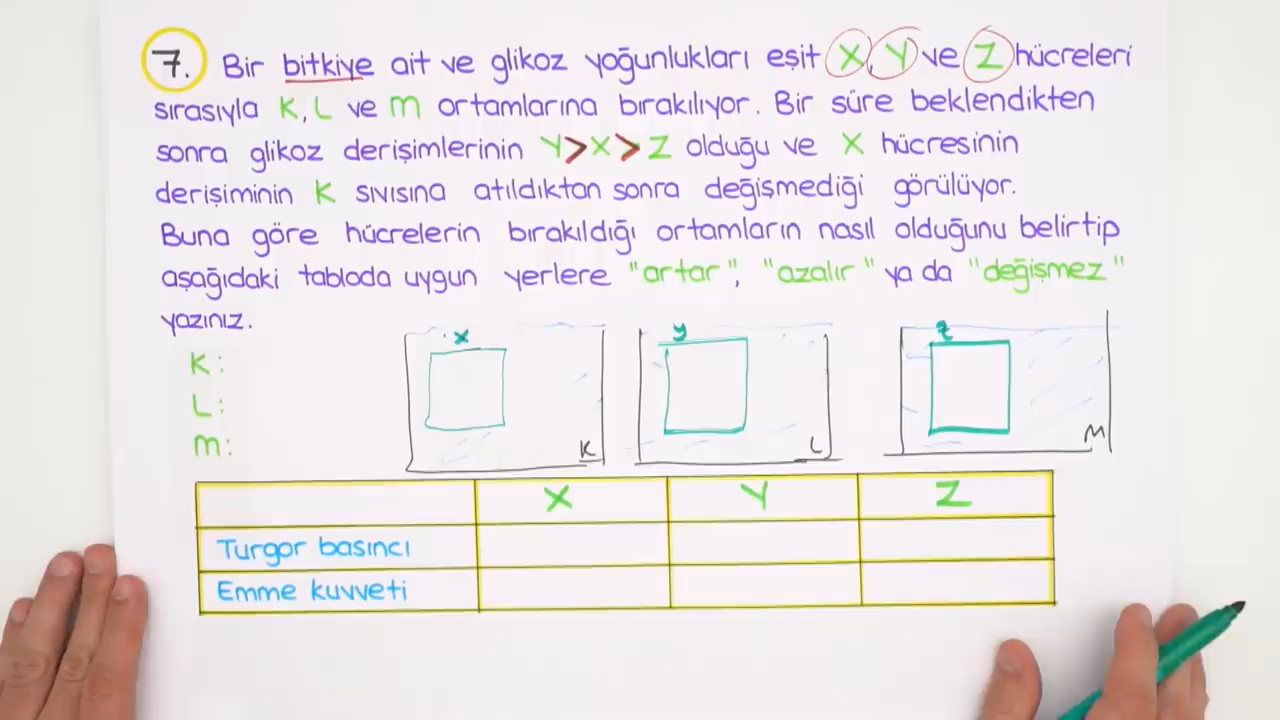 7. Bir bitkiye ait ve glikoz yoğunlukları eşit X, Y ve Z hücreleri
sırasıyla K, L ve M ortamlarına bırakılıyor. Bir süre beklendikten
sonra glikoz derişimlerinin Y>X>Z olduğu ve X hücresinin
derişiminin K sıvısına atıldıktan sonra değişmediği görülüyor.
Buna göre hücrelerin bırakıldığı ortamların nasıl olduğunu belirtip
aşağıdaki tabloda uygun yerlere "artar", "azalır" ya da "değişmez"
yazınız.
x y z
K:
L:
M:
K L M
X Y Z
Turgor basıncı
Emme kuvveti